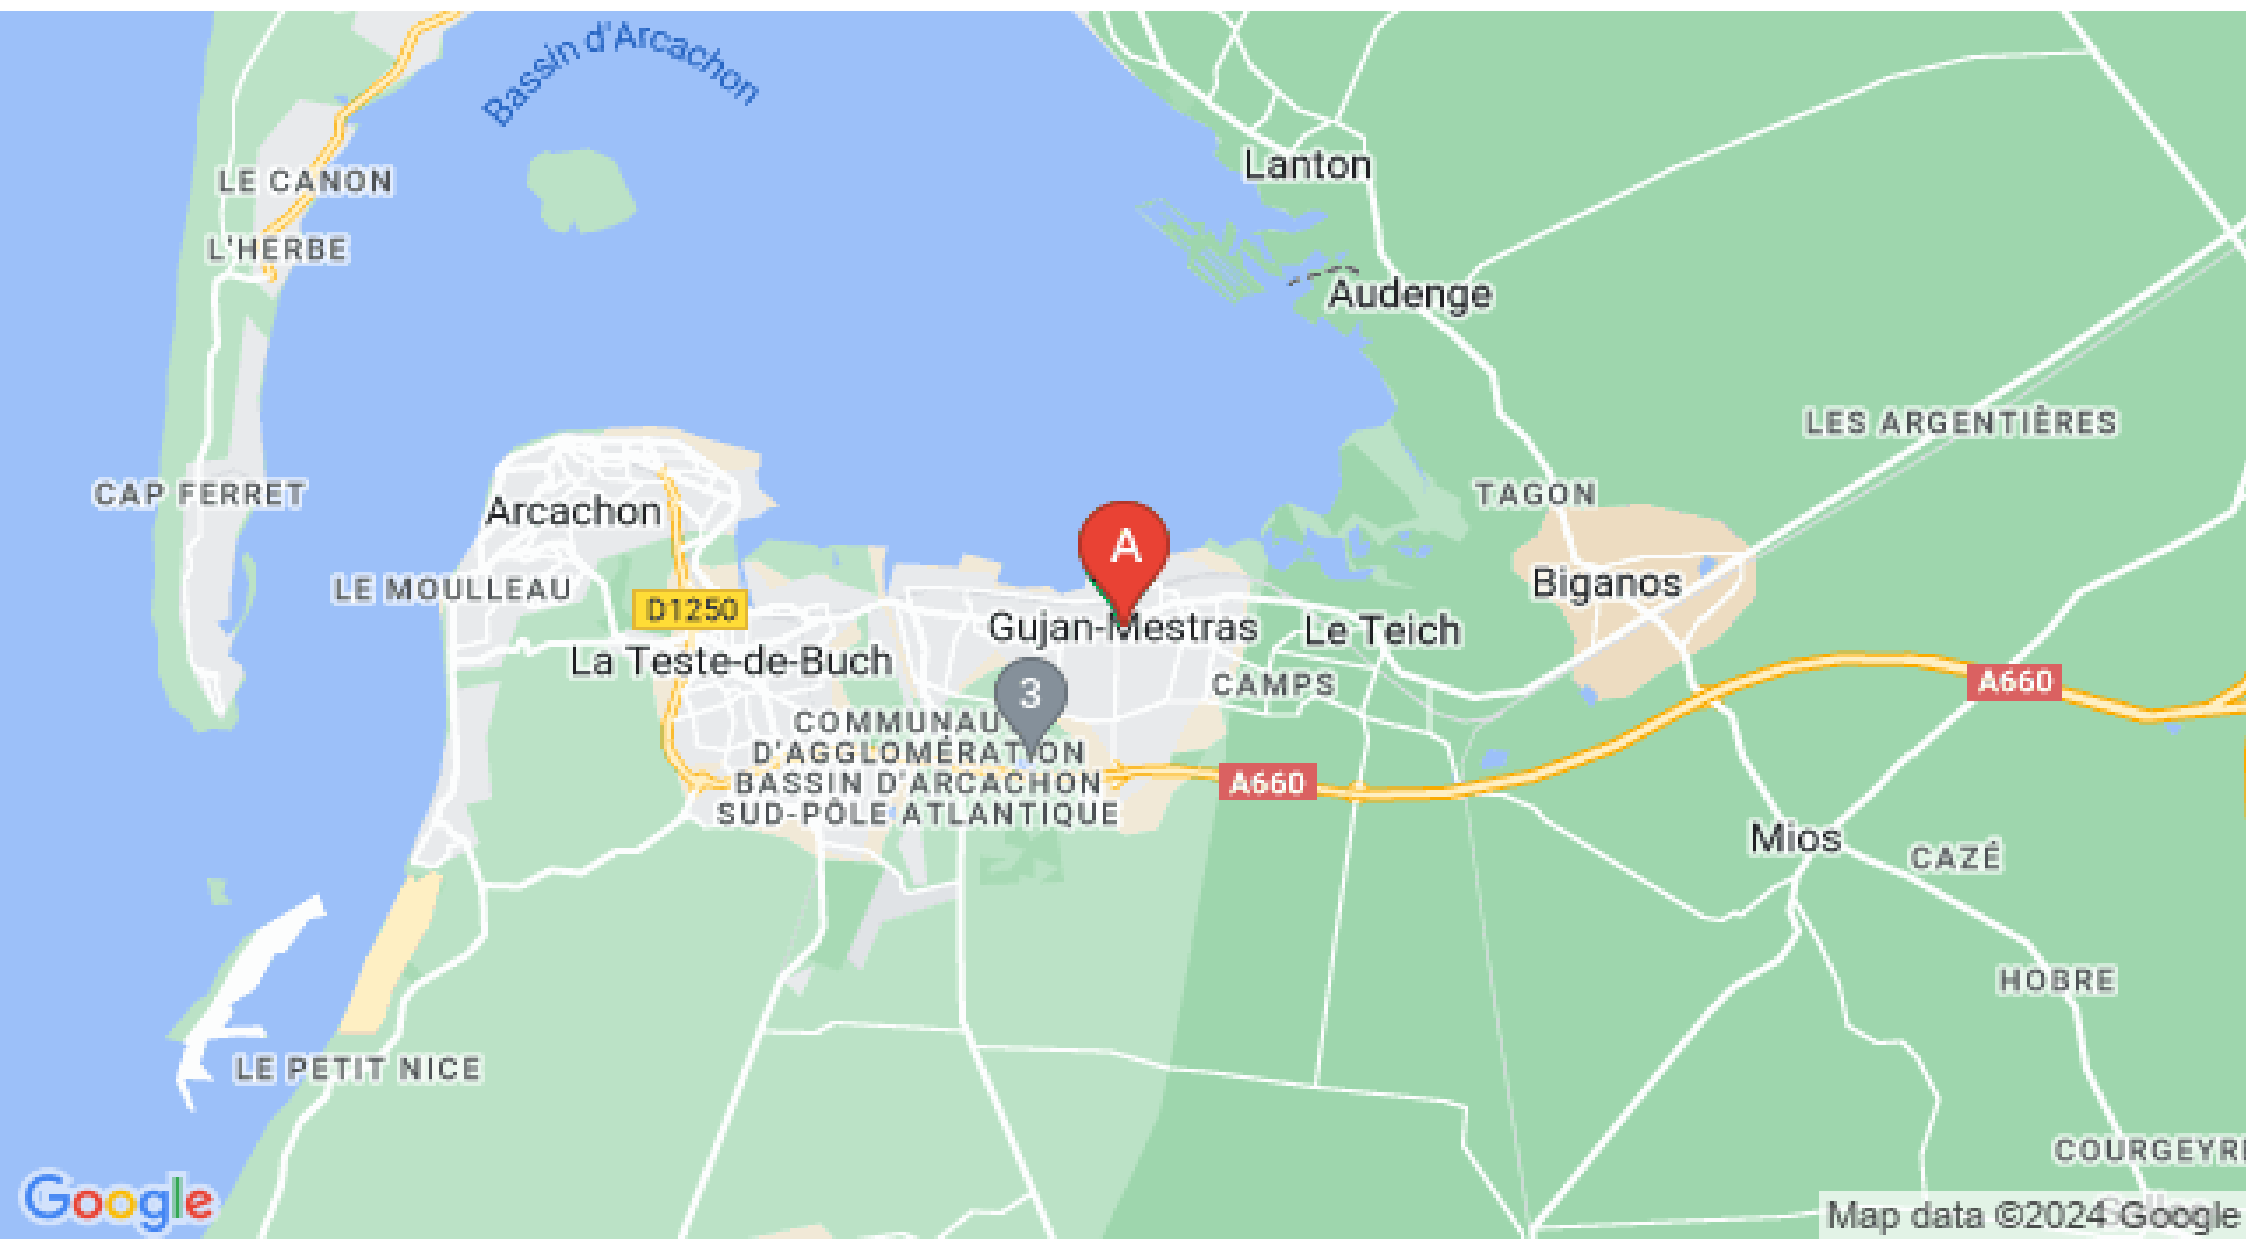 Bassin d'Arcachon
Lanton
LE CANON
L'HERBE
Audenge
LES ARGENTIÈRES
CAP FERRET
TAGON
Arcachon
A
LE MOULLEAU
Biganos
D1250
Gujan-Mestras
Le Teich
La Teste-de-Buch
CAMPS
A660
3
COMMUNAU
D'AGGLOMÉRATION
BASSIN D'ARCACHON
SUD-PÔLE ATLANTIQUE
A660
Mios
CAZÉ
HOBRE
LE PETIT NICE
COURGEYR
Google
Map data ©2024 Google